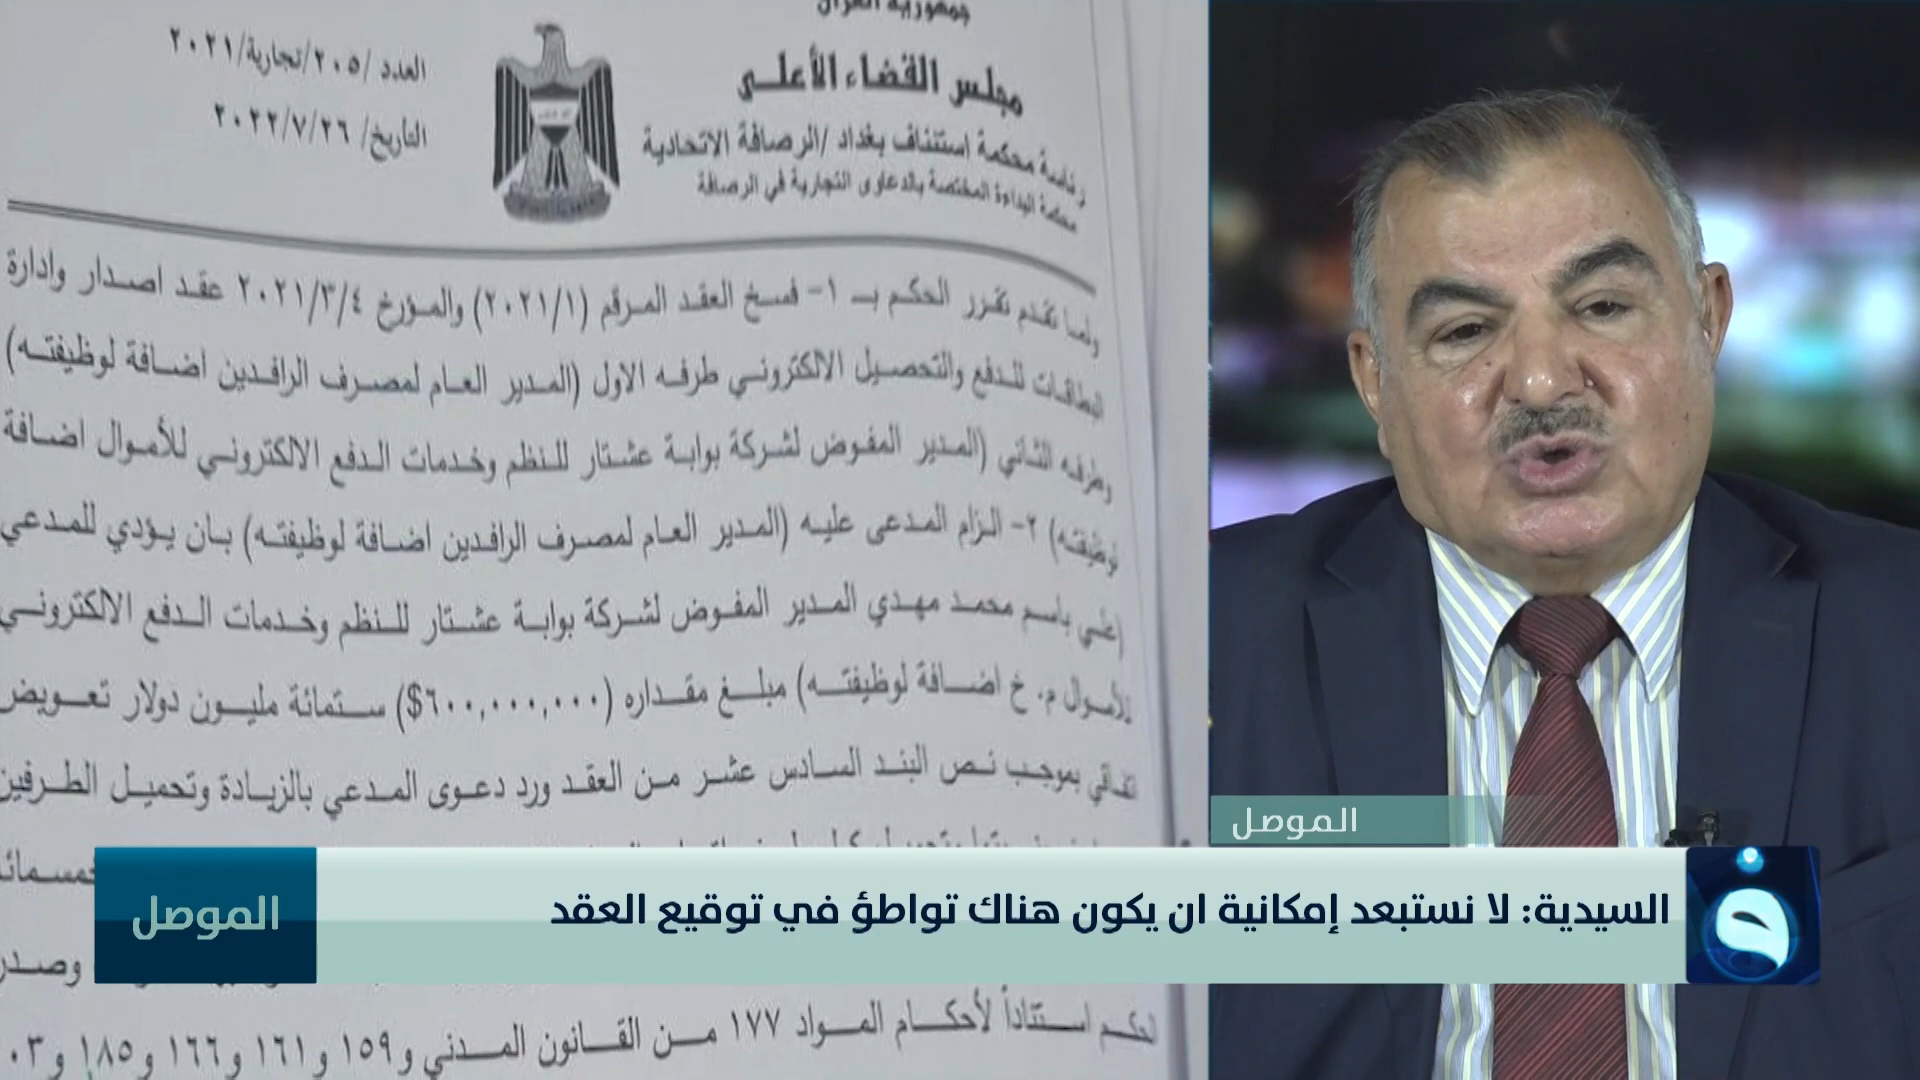 جمهورية العراق
مجلس القضاء الأعلى
رئاسة محكمة استئناف بغداد /الرصافة الاتحادية
محكمة البداءة المختصة بالدعاوى التجارية في الرصافة
العدد /٢٠٥/تجارية/٢٠٢١
التاريخ/ ٢٠٢٢/٧/٢٦
ولما تقدم تقرر الحكم بـ ١- فسخ العقد المرقم (٢٠٢١/١) والمؤرخ ٢٠٢١/٣/٤ عقد اصدار وادارة
البطاقات للدفع والتحصيل الالكتروني طرفه الاول (المدير العام لمصرف الرافدين اضافة لوظيفته)
وطرفه الثاني (المدير المفوض لشركة بوابة عشتار للنظم وخدمات الدفع الالكتروني للأموال اضافة
لوظيفته) ٢- الزام المدعى عليه (المدير العام لمصرف الرافدين اضافة لوظيفته) بان يؤدي للمدعي
(علي باسم محمد مهدي المدير المفوض لشركة بوابة عشتار للنظم وخدمات الدفع الالكتروني
للأموال م. خ اضافة لوظيفته) مبلغ مقداره (٦٠٠,٠٠٠,٠٠٠$) ستمائة مليون دولار تعويض
اتفاقي بموجب نص البند السادس عشر من العقد ورد دعوى المدعي بالزيادة وتحميل الطرفين
خمسمائة
وصدر
الحكم استناداً لأحكام المواد ١٧٧ من القانون المدني و١٥٩ و١٦١ و١٦٦ و١٨٥ و٠٣
الموصل
السيدية: لا نستبعد إمكانية ان يكون هناك تواطؤ في توقيع العقد
الموصل